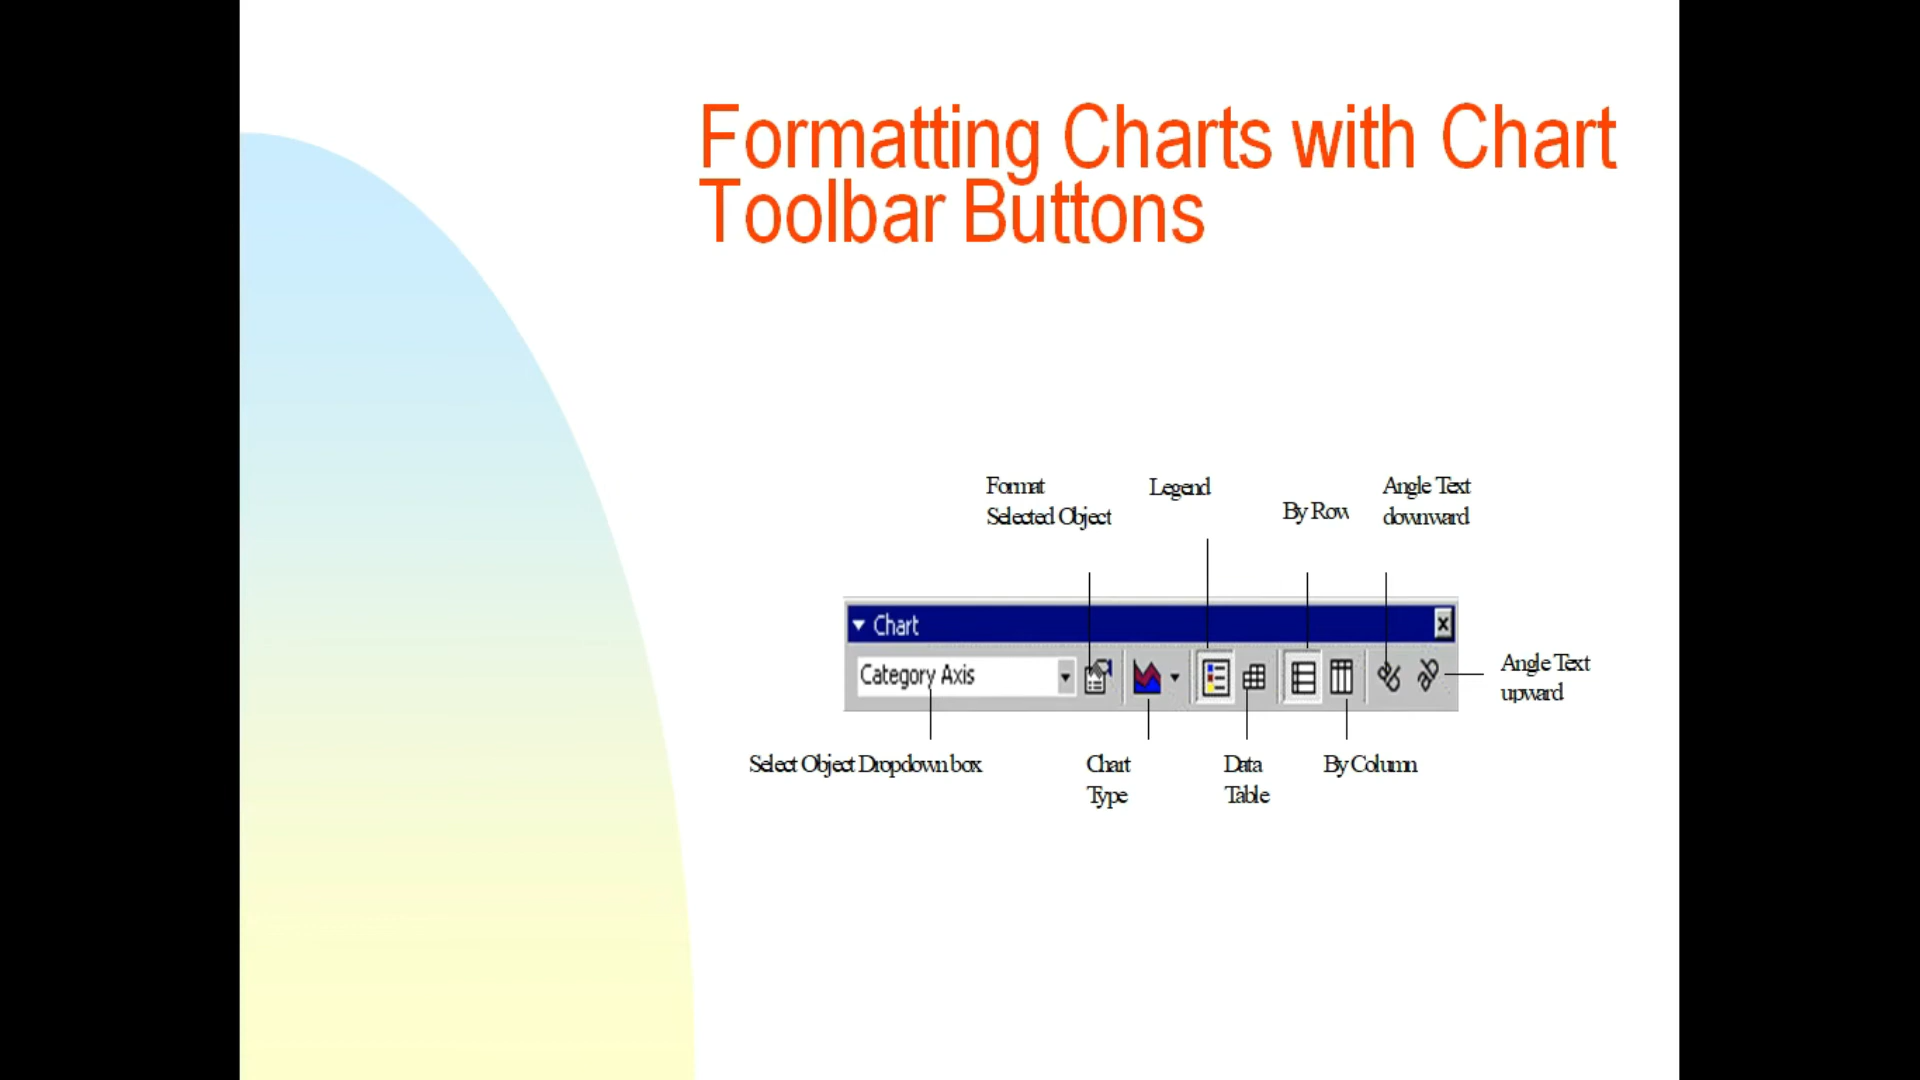 Formatting Charts with Chart
Toolbar Buttons
Format
Selected Object
Legend
By Row
Angle Text
downward
Chart
Category Axis
Angle Text
upward
Select Object Dropdown box
Chart
Type
Data
Table
By Column